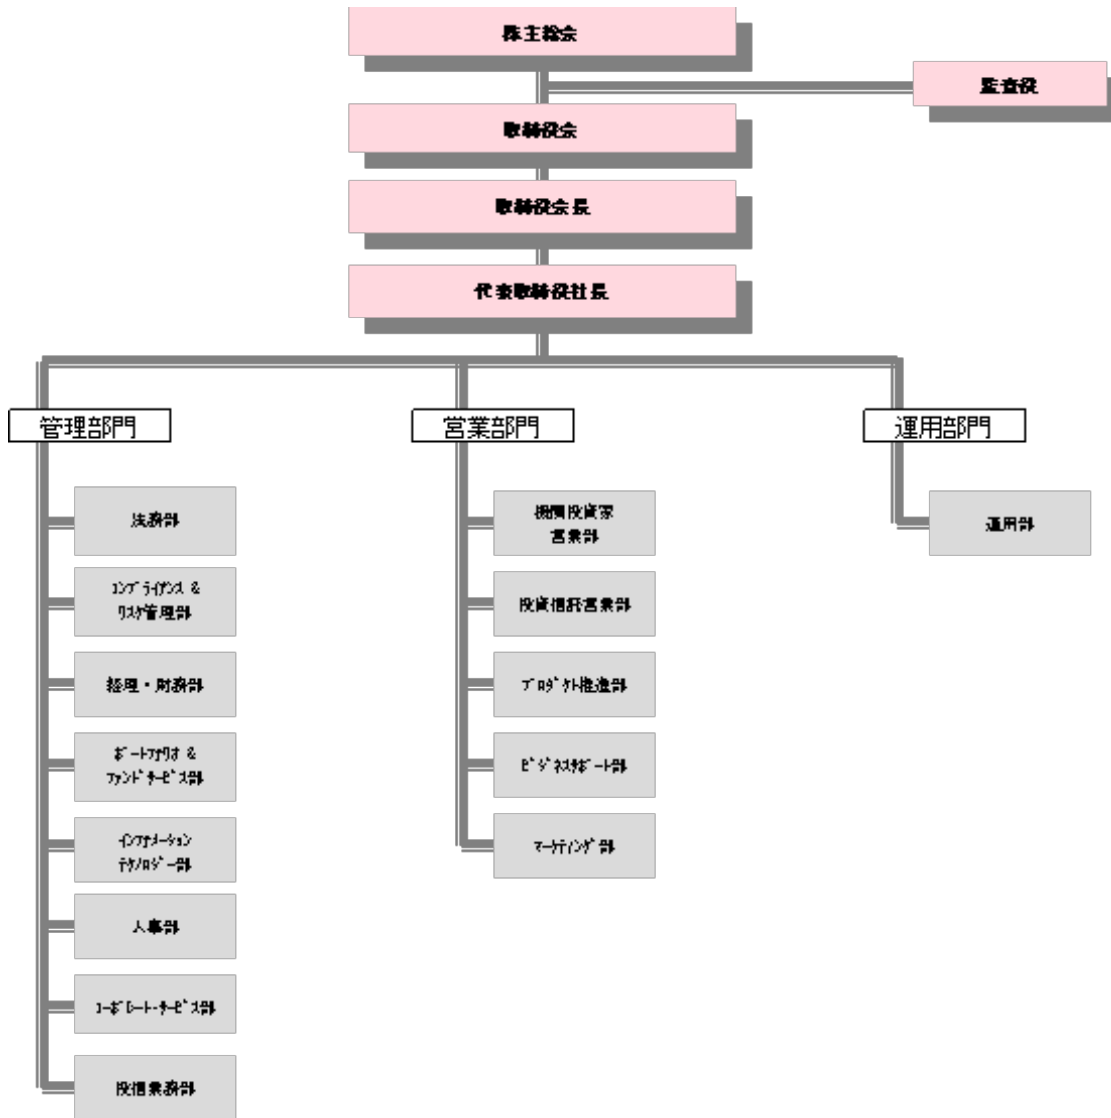 株主総会
監査役
取締役会
取締役会長
代表取締役社長
管理部門
営業部門
運用部門
法務部
ｺﾝﾌﾟﾗｲｱﾝｽ &
ﾘｽｸ管理部
経理・財務部
ﾎﾟｰﾄﾌｫﾘｵ &
ﾌｧﾝﾄﾞｻｰﾋﾞｽ部
ｲﾝﾌｫﾒｰｼｮﾝ
ﾃｸﾉﾛｼﾞｰ部
人事部
ｺｰﾎﾟﾚｰﾄ･ｻｰﾋﾞｽ部
投信業務部
機関投資家
営業部
投資信託営業部
ﾌﾟﾛﾀﾞｸﾄ推進部
ﾋﾞｼﾞﾈｽｻﾎﾟｰﾄ部
ﾏｰｹﾃｨﾝｸﾞ部
運用部